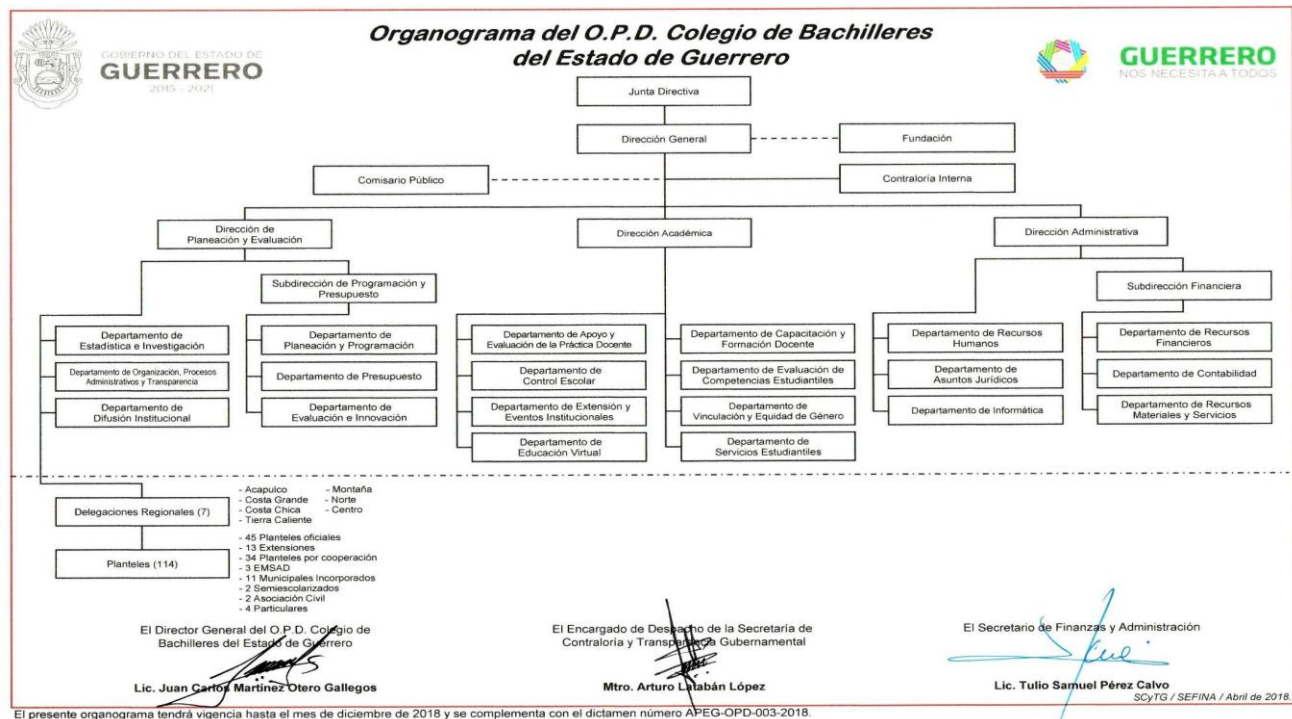 Organograma del O.P.D. Colegio de Bachilleres
del Estado de Guerrero
GOBIERNO DEL ESTADO DE
GUERRERO
2015 - 2021
GUERRERO
NOS NECESITA A TODOS
Junta Directiva
Dirección General
Fundación
Comisario Público
Contraloría Interna
Dirección de
Planeación y Evaluación
Dirección Académica
Dirección Administrativa
Subdirección de Programación y
Presupuesto
Subdirección Financiera
Departamento de
Estadística e Investigación
Departamento de Organización, Procesos
Administrativos y Transparencia
Departamento de
Difusión Institucional
Departamento de
Planeación y Programación
Departamento de Presupuesto
Departamento de
Evaluación e Innovación
Departamento de Apoyo y
Evaluación de la Práctica Docente
Departamento de
Control Escolar
Departamento de Extensión y
Eventos Institucionales
Departamento de
Educación Virtual
Departamento de Capacitación y
Formación Docente
Departamento de Evaluación de
Competencias Estudiantiles
Departamento de
Vinculación y Equidad de Género
Departamento de
Servicios Estudiantiles
Departamento de Recursos
Humanos
Departamento de
Asuntos Jurídicos
Departamento de Informática
Departamento de Recursos
Financieros
Departamento de Contabilidad
Departamento de Recursos
Materiales y Servicios
Delegaciones Regionales (7)
- Acapulco - Montaña
- Costa Grande - Norte
- Costa Chica - Centro
- Tierra Caliente
Planteles (114)
- 45 Planteles oficiales
- 13 Extensiones
- 34 Planteles por cooperación
- 3 EMSAD
- 11 Municipales Incorporados
- 2 Semiescolarizados
- 2 Asociación Civil
- 4 Particulares
El Director General del O.P.D. Colegio de
Bachilleres del Estado de Guerrero
Lic. Juan Carlos Martínez Otero Gallegos
El Encargado de Despacho de la Secretaría de
Contraloría y Transparencia Gubernamental
Mtro. Arturo Latabán López
El Secretario de Finanzas y Administración
Lic. Tulio Samuel Pérez Calvo
SCyTG / SEFINA / Abril de 2018.
El presente organograma tendrá vigencia hasta el mes de diciembre de 2018 y se complementa con el dictamen número APEG-OPD-003-2018.